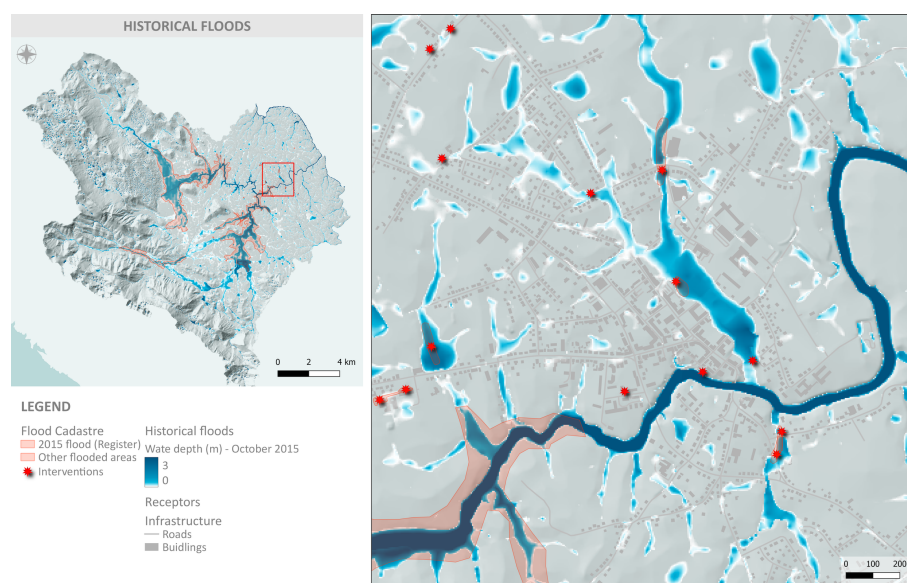 HISTORICAL FLOODS
0 2 4 km
LEGEND
Flood Cadastre
2015 flood (Register)
Other flooded areas
Interventions
Historical floods
Wate depth (m) - October 2015
3
0
Receptors
Infrastructure
Roads
Buidlings
0 100 200